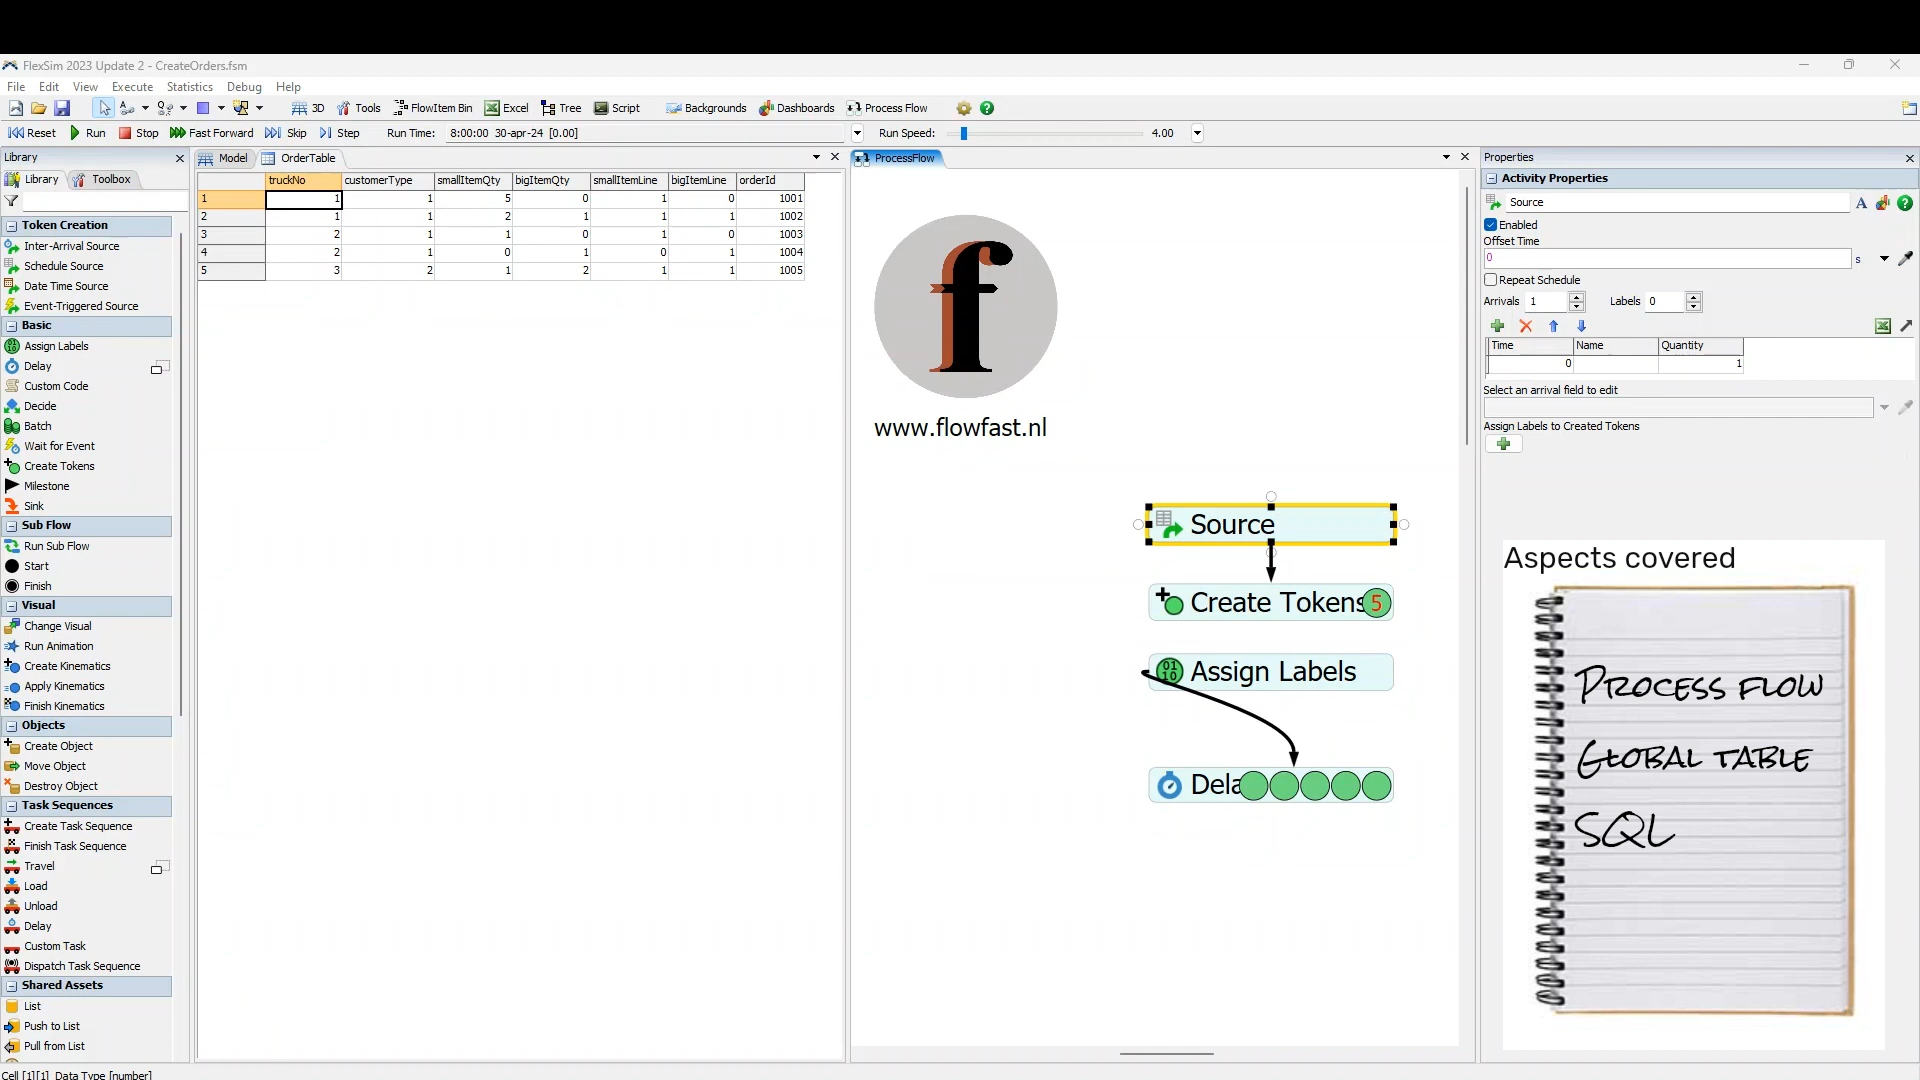 FlexSim 2023 Update 2 - CreateOrders.fsm
File Edit View Execute Statistics Debug Help
3D Tools FlowItem Bin Excel Tree Script Backgrounds Dashboards Process Flow
Reset Run Stop Fast Forward Skip Step Run Time: 8:00:00 30-apr-24 [0.00] Run Speed: 4.00
Library
Library Toolbox
Token Creation
Inter-Arrival Source
Schedule Source
Date Time Source
Event-Triggered Source
Basic
Assign Labels
Delay
Custom Code
Decide
Batch
Wait for Event
Create Tokens
Milestone
Sink
Sub Flow
Run Sub Flow
Start
Finish
Visual
Change Visual
Run Animation
Create Kinematics
Apply Kinematics
Finish Kinematics
Objects
Create Object
Move Object
Destroy Object
Task Sequences
Create Task Sequence
Finish Task Sequence
Travel
Load
Unload
Delay
Custom Task
Dispatch Task Sequence
Shared Assets
List
Push to List
Pull from List
Cell [1][1] Data Type [number]
Model OrderTable
truckNo customerType smallItemQty bigItemQty smallItemLine bigItemLine orderId
1 1 1 5 0 1 0 1001
2 1 1 2 1 1 1 1002
3 2 1 1 0 1 0 1003
4 2 1 0 1 0 1 1004
5 3 2 1 2 1 1 1005
ProcessFlow
f
www.flowfast.nl
Source
Create Tokens 5
01
10
Assign Labels
Dela
Properties
Activity Properties
Source
Enabled
Offset Time
0 s
Repeat Schedule
Arrivals 1 Labels 0
Time Name Quantity
0 1
Select an arrival field to edit
Assign Labels to Created Tokens
Aspects covered
Process flow
Global table
SQL